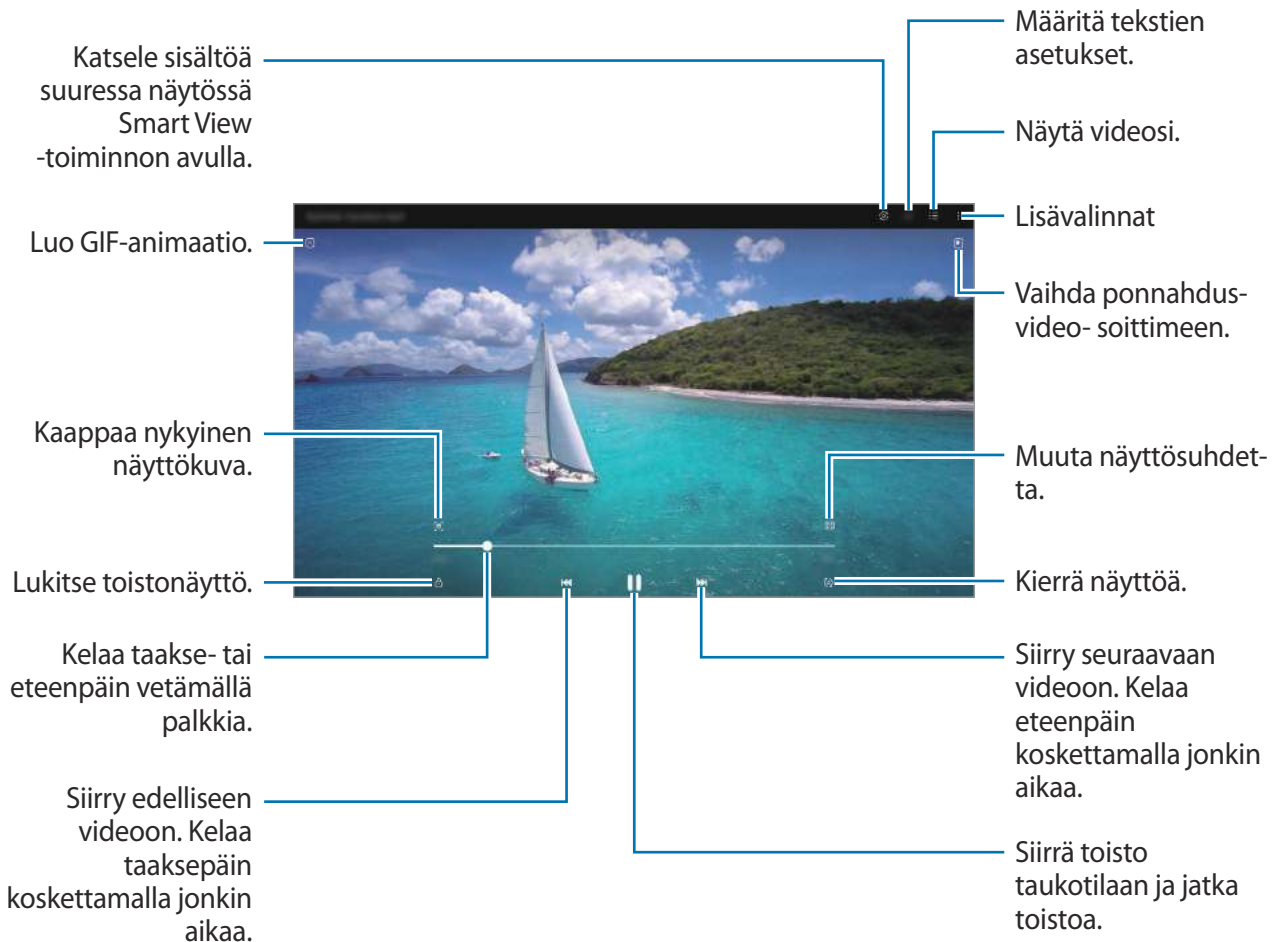 Katsele sisältöä
suuressa näytössä
Smart View
-toiminnon avulla.
Luo GIF-animaatio.
Kaappaa nykyinen
näyttökuva.
Lukitse toistonäyttö.
Kelaa taakse- tai
eteenpäin vetämällä
palkkia.
Siirry edelliseen
videoon. Kelaa
taaksepäin
koskettamalla jonkin
aikaa.
Määritä tekstien
asetukset.
Näytä videosi.
Lisävalinnat
Vaihda ponnahdus-
video- soittimeen.
Muuta näyttösuhdet-
ta.
Kierrä näyttöä.
Siirry seuraavaan
videoon. Kelaa
eteenpäin
koskettamalla jonkin
aikaa.
Siirrä toisto
taukotilaan ja jatka
toistoa.